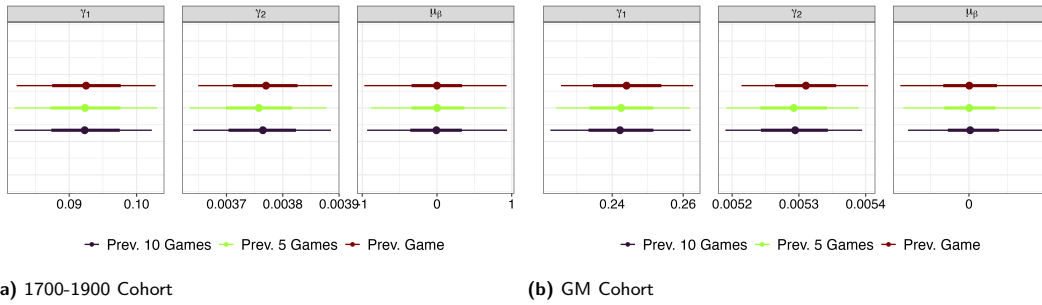 γ1 γ2 μβ γ1 γ2 μβ
0.09 0.10 0.0037 0.0038 0.0039 -1 0 1 0.24 0.26 0.0052 0.0053 0.0054 0
Prev. 10 Games Prev. 5 Games Prev. Game Prev. 10 Games Prev. 5 Games Prev. Game
a) 1700-1900 Cohort (b) GM Cohort